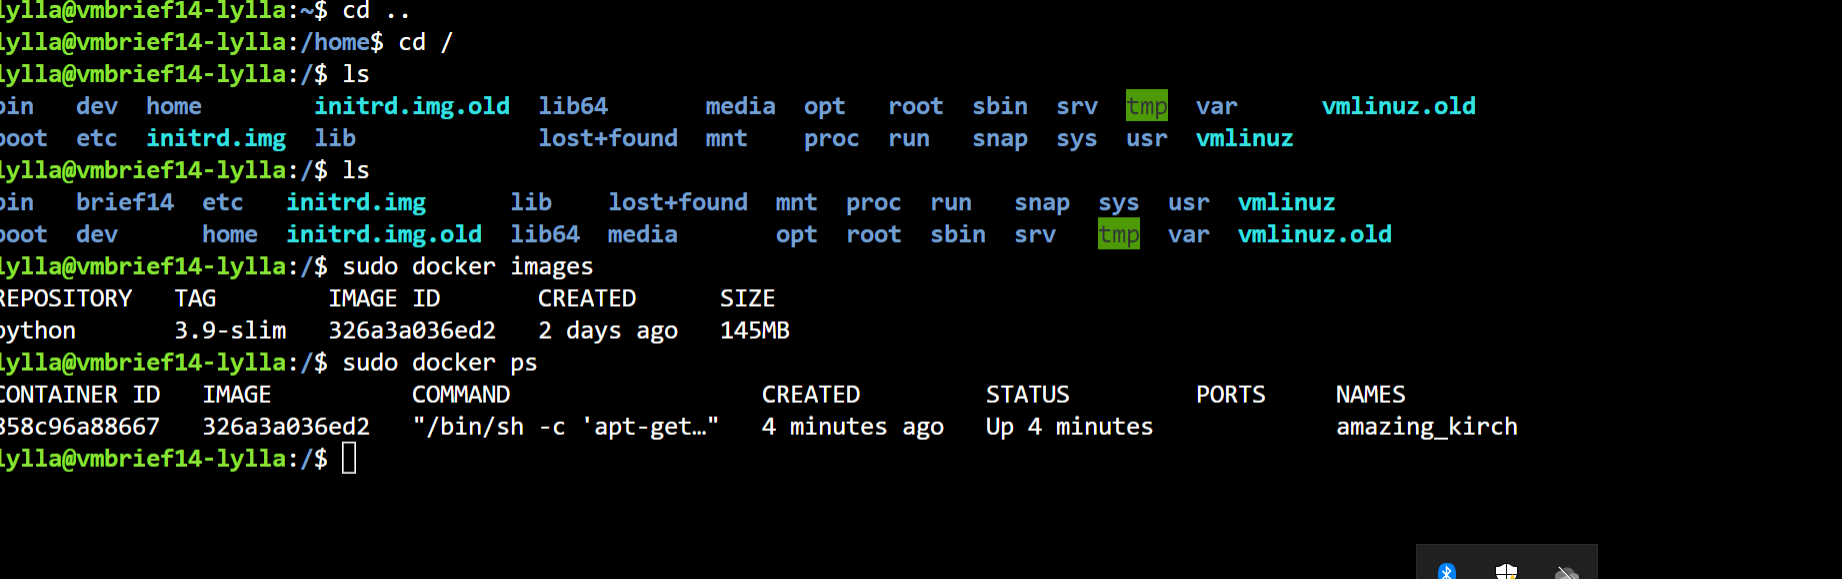 lylla@vmbrief14-lylla:~$ cd ..
lylla@vmbrief14-lylla:/home$ cd /
lylla@vmbrief14-lylla:/$ ls
bin dev home initrd.img.old lib64 media opt root sbin srv tmp var vmlinuz.old
boot etc initrd.img lib lost+found mnt proc run snap sys usr vmlinuz
lylla@vmbrief14-lylla:/$ ls
bin brief14 etc initrd.img lib lost+found mnt proc run snap sys usr vmlinuz
boot dev home initrd.img.old lib64 media opt root sbin srv tmp var vmlinuz.old
lylla@vmbrief14-lylla:/$ sudo docker images
REPOSITORY TAG IMAGE ID CREATED SIZE
python 3.9-slim 326a3a036ed2 2 days ago 145MB
lylla@vmbrief14-lylla:/$ sudo docker ps
CONTAINER ID IMAGE COMMAND CREATED STATUS PORTS NAMES
358c96a88667 326a3a036ed2 "/bin/sh -c 'apt-get…" 4 minutes ago Up 4 minutes amazing_kirch
lylla@vmbrief14-lylla:/$